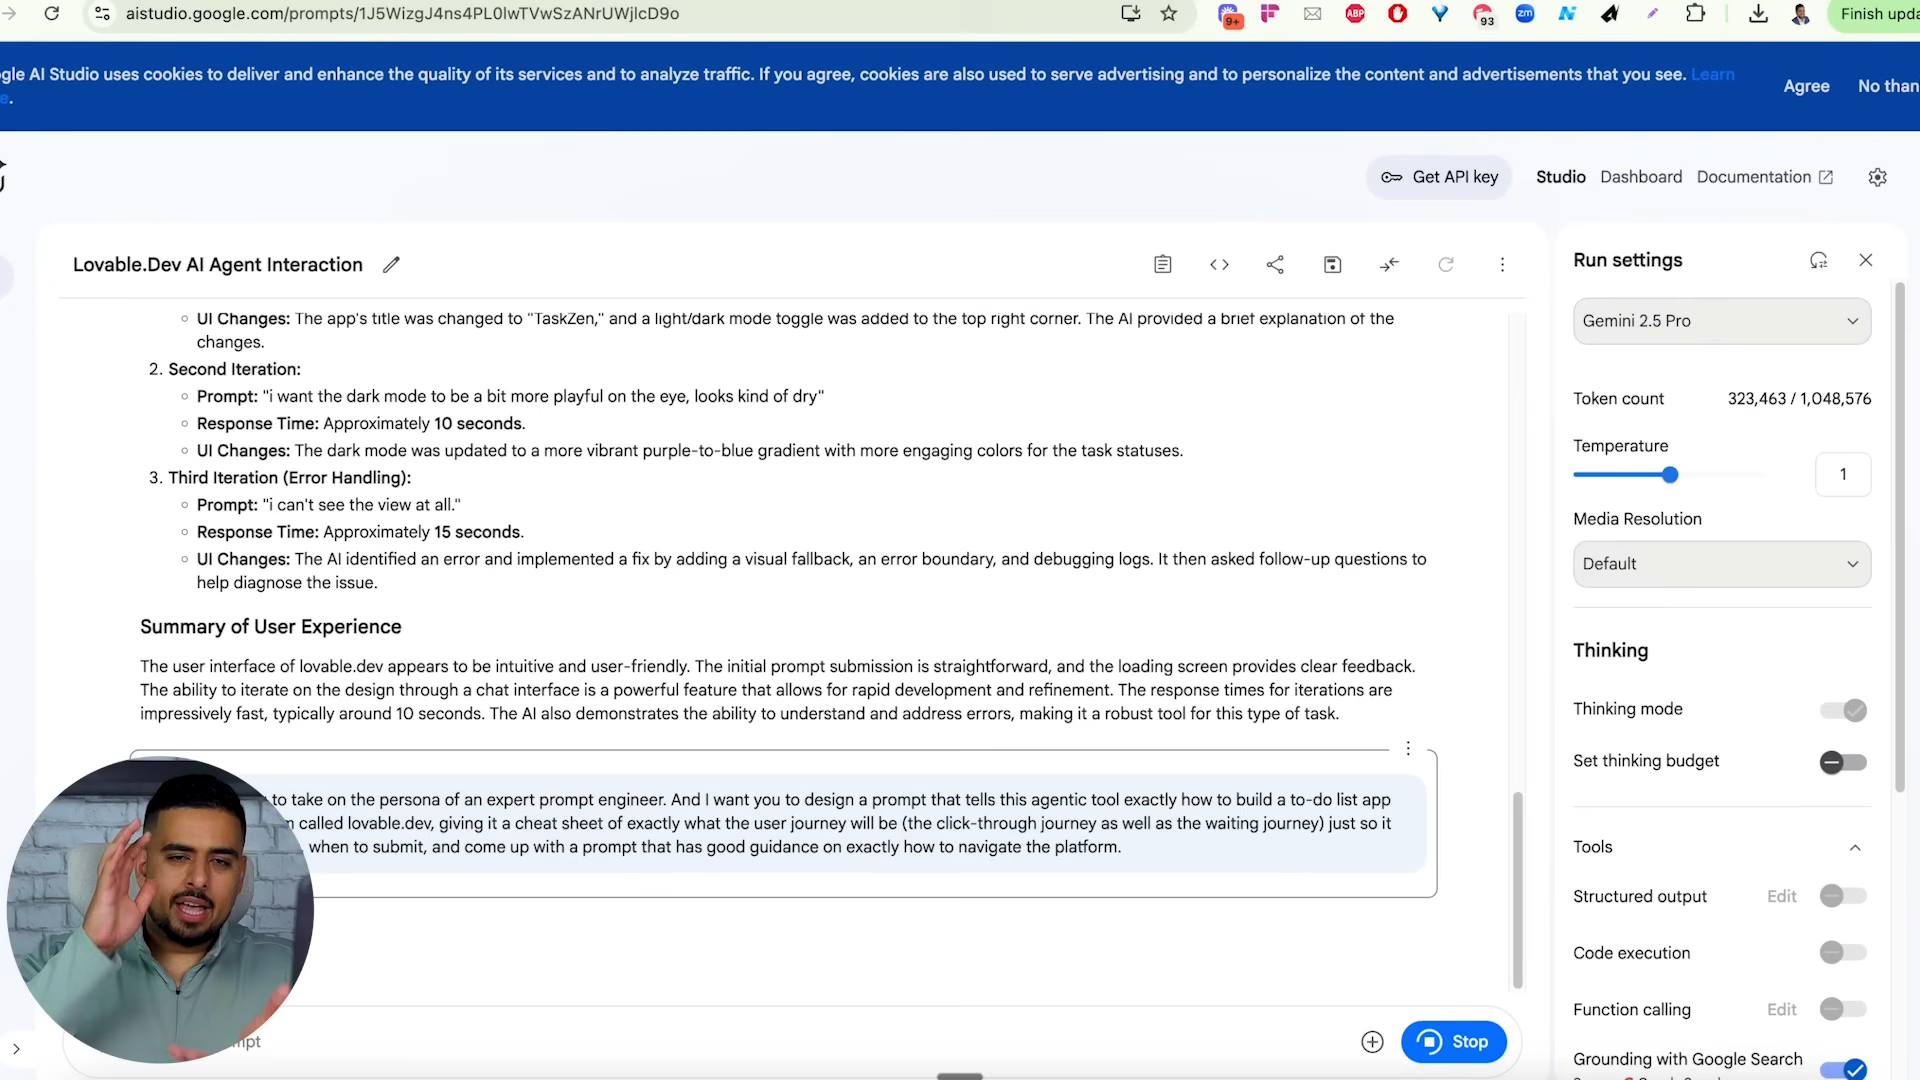 aistudio.google.com/prompts/1J5WizgJ4ns4PL0lwTVwSzANrUWjlcD9o
9+
ABP
93
zm
Finish upda
gle AI Studio uses cookies to deliver and enhance the quality of its services and to analyze traffic. If you agree, cookies are also used to serve advertising and to personalize the content and advertisements that you see. Learn
e.
Agree
No than
Get API key
Studio
Dashboard
Documentation
Lovable.Dev AI Agent Interaction
UI Changes: The app's title was changed to "TaskZen," and a light/dark mode toggle was added to the top right corner. The AI provided a brief explanation of the
changes.
2. Second Iteration:
Prompt: "i want the dark mode to be a bit more playful on the eye, looks kind of dry"
Response Time: Approximately 10 seconds.
UI Changes: The dark mode was updated to a more vibrant purple-to-blue gradient with more engaging colors for the task statuses.
3. Third Iteration (Error Handling):
Prompt: "i can't see the view at all."
Response Time: Approximately 15 seconds.
UI Changes: The AI identified an error and implemented a fix by adding a visual fallback, an error boundary, and debugging logs. It then asked follow-up questions to
help diagnose the issue.
Summary of User Experience
The user interface of lovable.dev appears to be intuitive and user-friendly. The initial prompt submission is straightforward, and the loading screen provides clear feedback.
The ability to iterate on the design through a chat interface is a powerful feature that allows for rapid development and refinement. The response times for iterations are
impressively fast, typically around 10 seconds. The AI also demonstrates the ability to understand and address errors, making it a robust tool for this type of task.
to take on the persona of an expert prompt engineer. And I want you to design a prompt that tells this agentic tool exactly how to build a to-do list app
called lovable.dev, giving it a cheat sheet of exactly what the user journey will be (the click-through journey as well as the waiting journey) just so it
when to submit, and come up with a prompt that has good guidance on exactly how to navigate the platform.
mpt
Stop
Run settings
Gemini 2.5 Pro
Token count 323,463 / 1,048,576
Temperature
1
Media Resolution
Default
Thinking
Thinking mode
Set thinking budget
Tools
Structured output Edit
Code execution
Function calling Edit
Grounding with Google Search